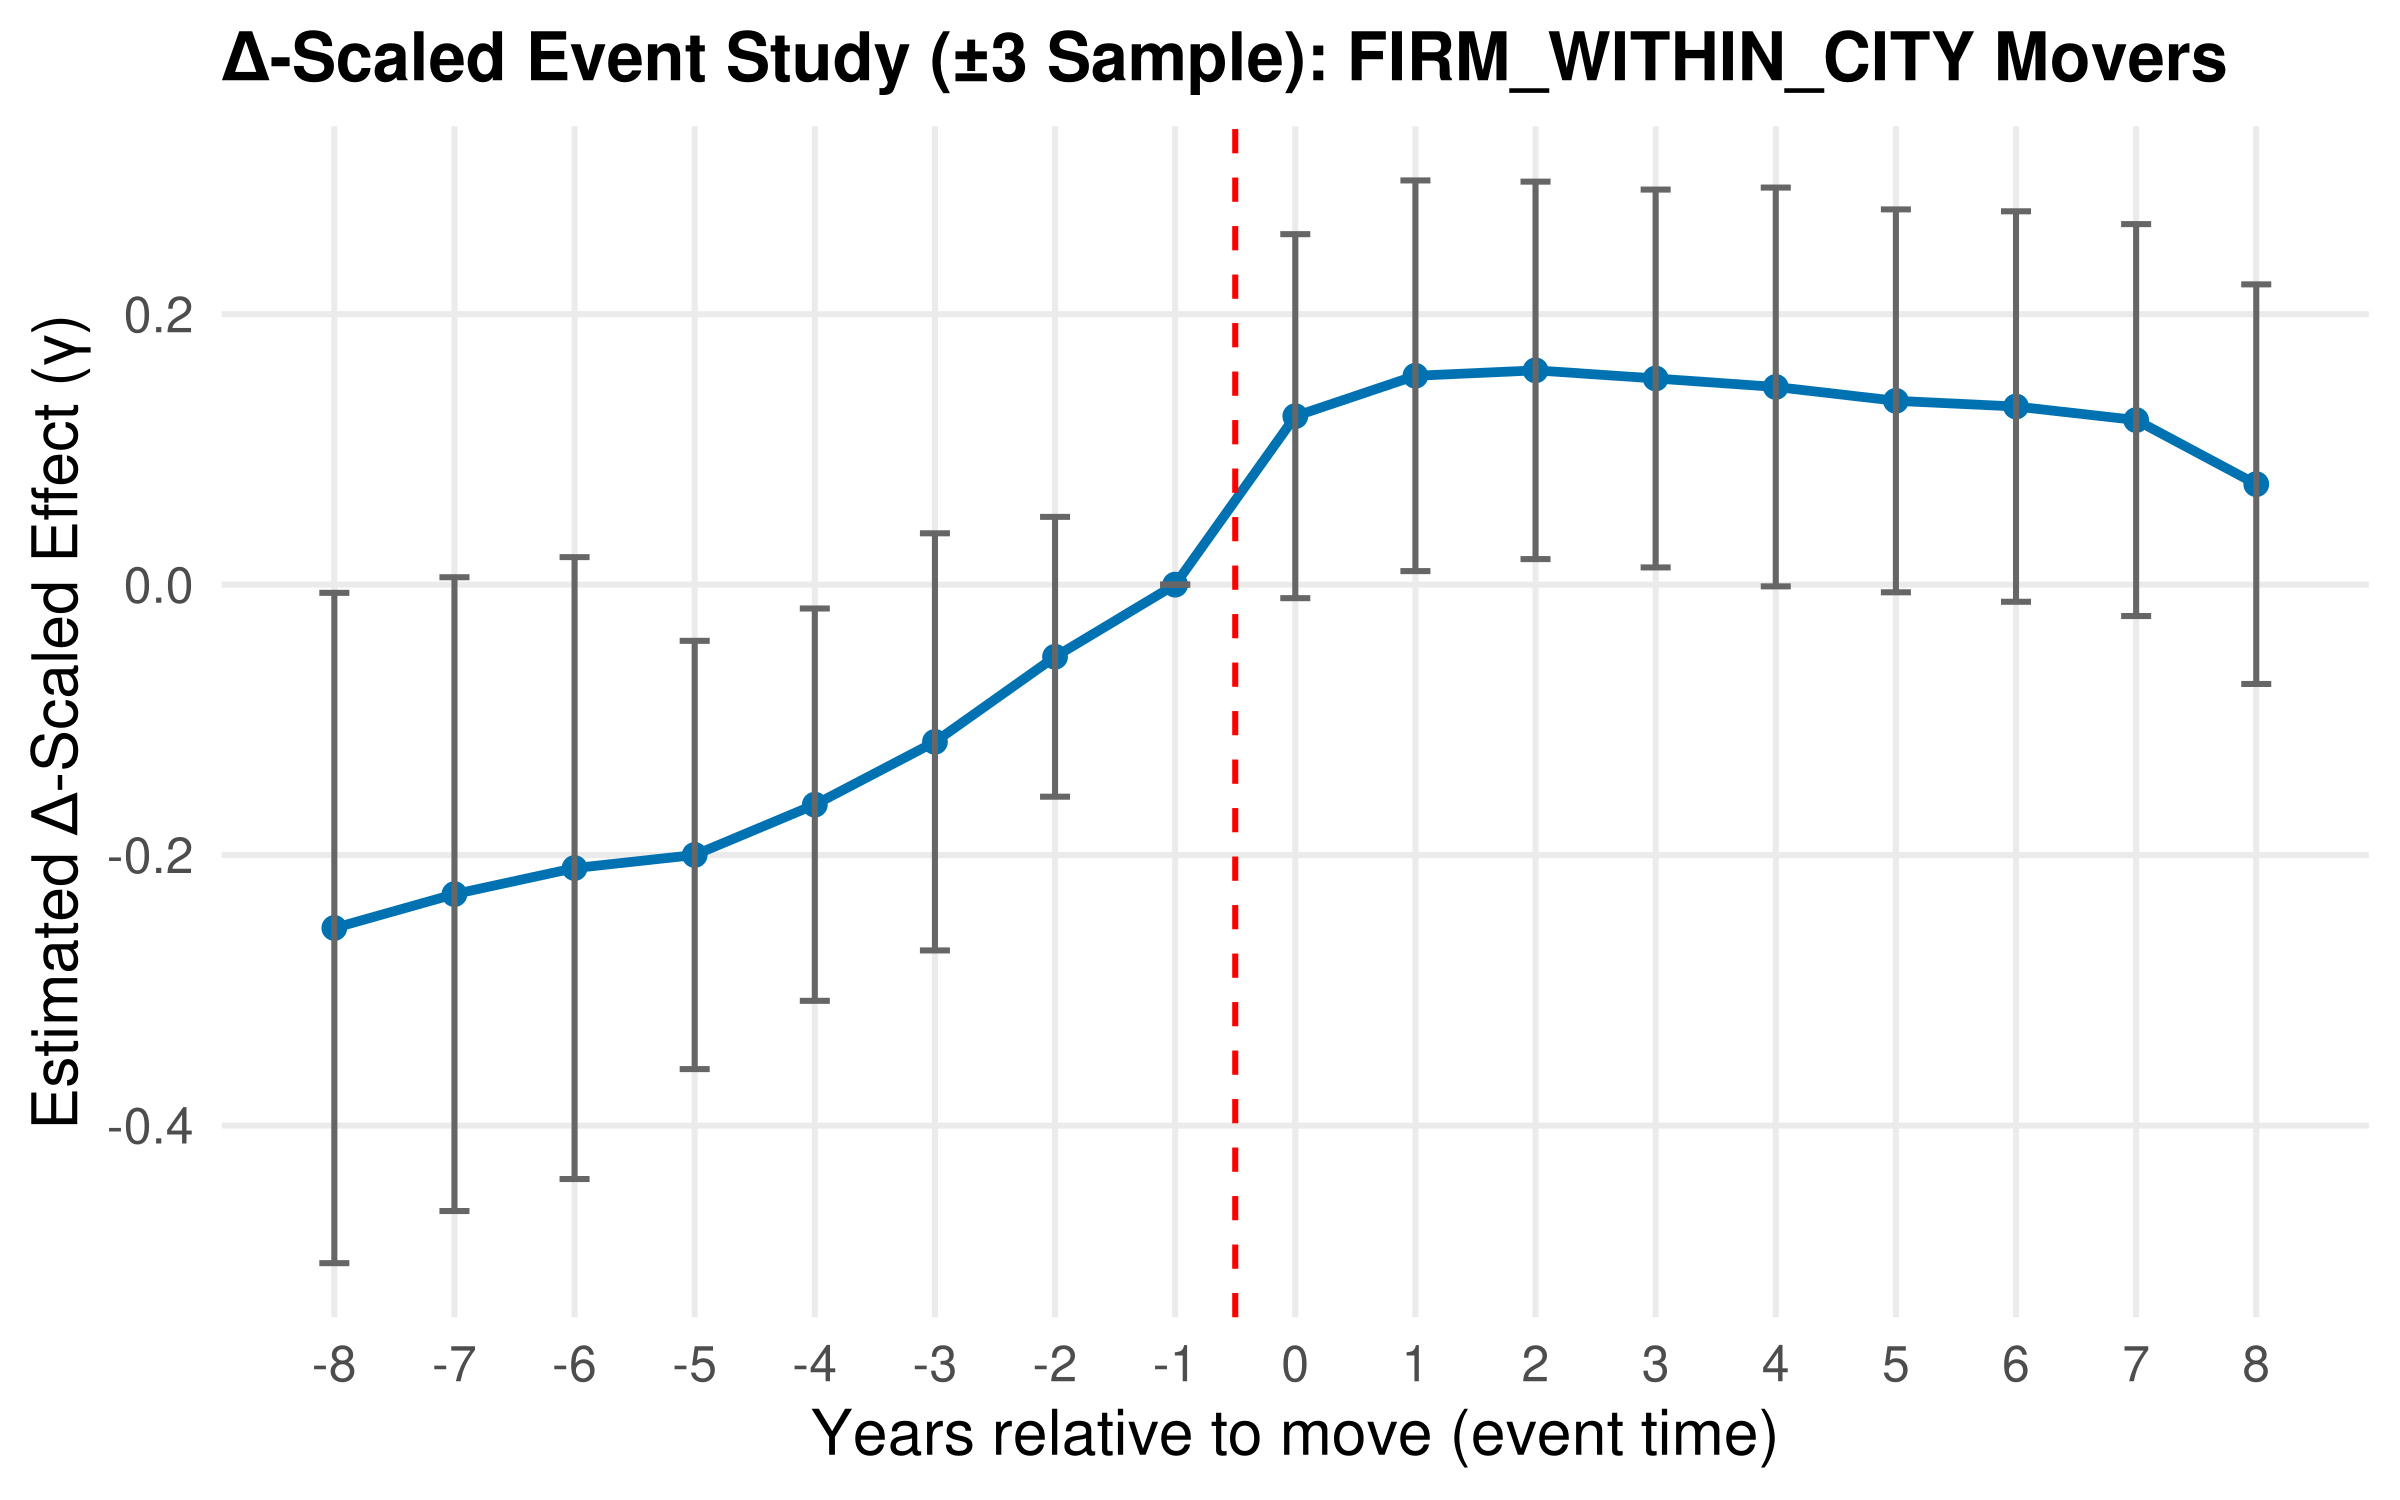 Δ-Scaled Event Study (±3 Sample): FIRM_WITHIN_CITY Movers
Estimated Δ-Scaled Effect (γ)
0.2
0.0
-0.2
-0.4
-8 -7 -6 -5 -4 -3 -2 -1 0 1 2 3 4 5 6 7 8
Years relative to move (event time)